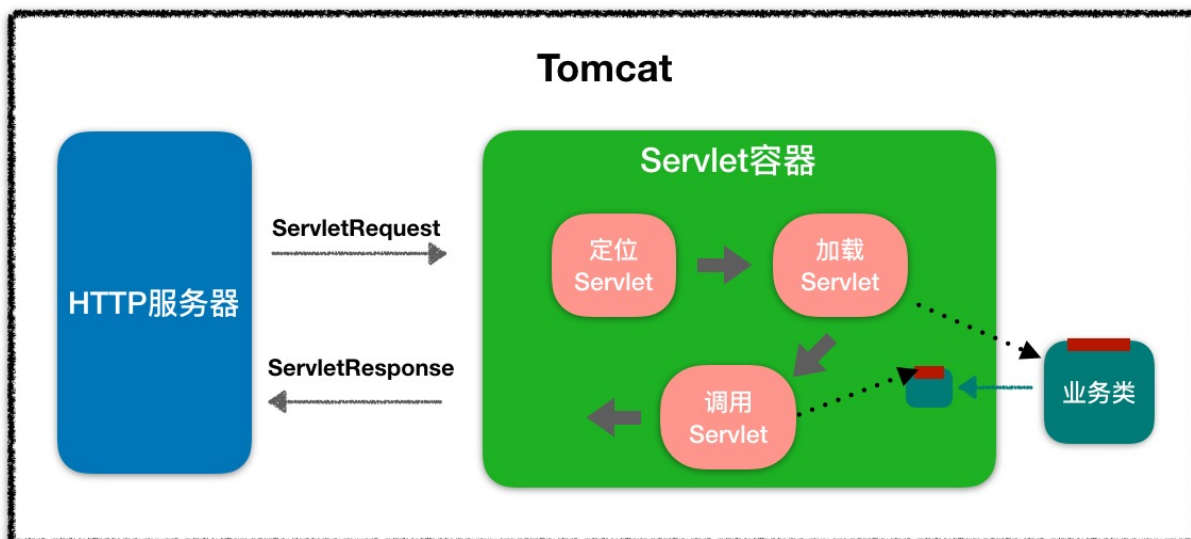 Tomcat
HTTP服务器
ServletRequest
ServletResponse
Servlet容器
定位
Servlet
加载
Servlet
调用
Servlet
业务类